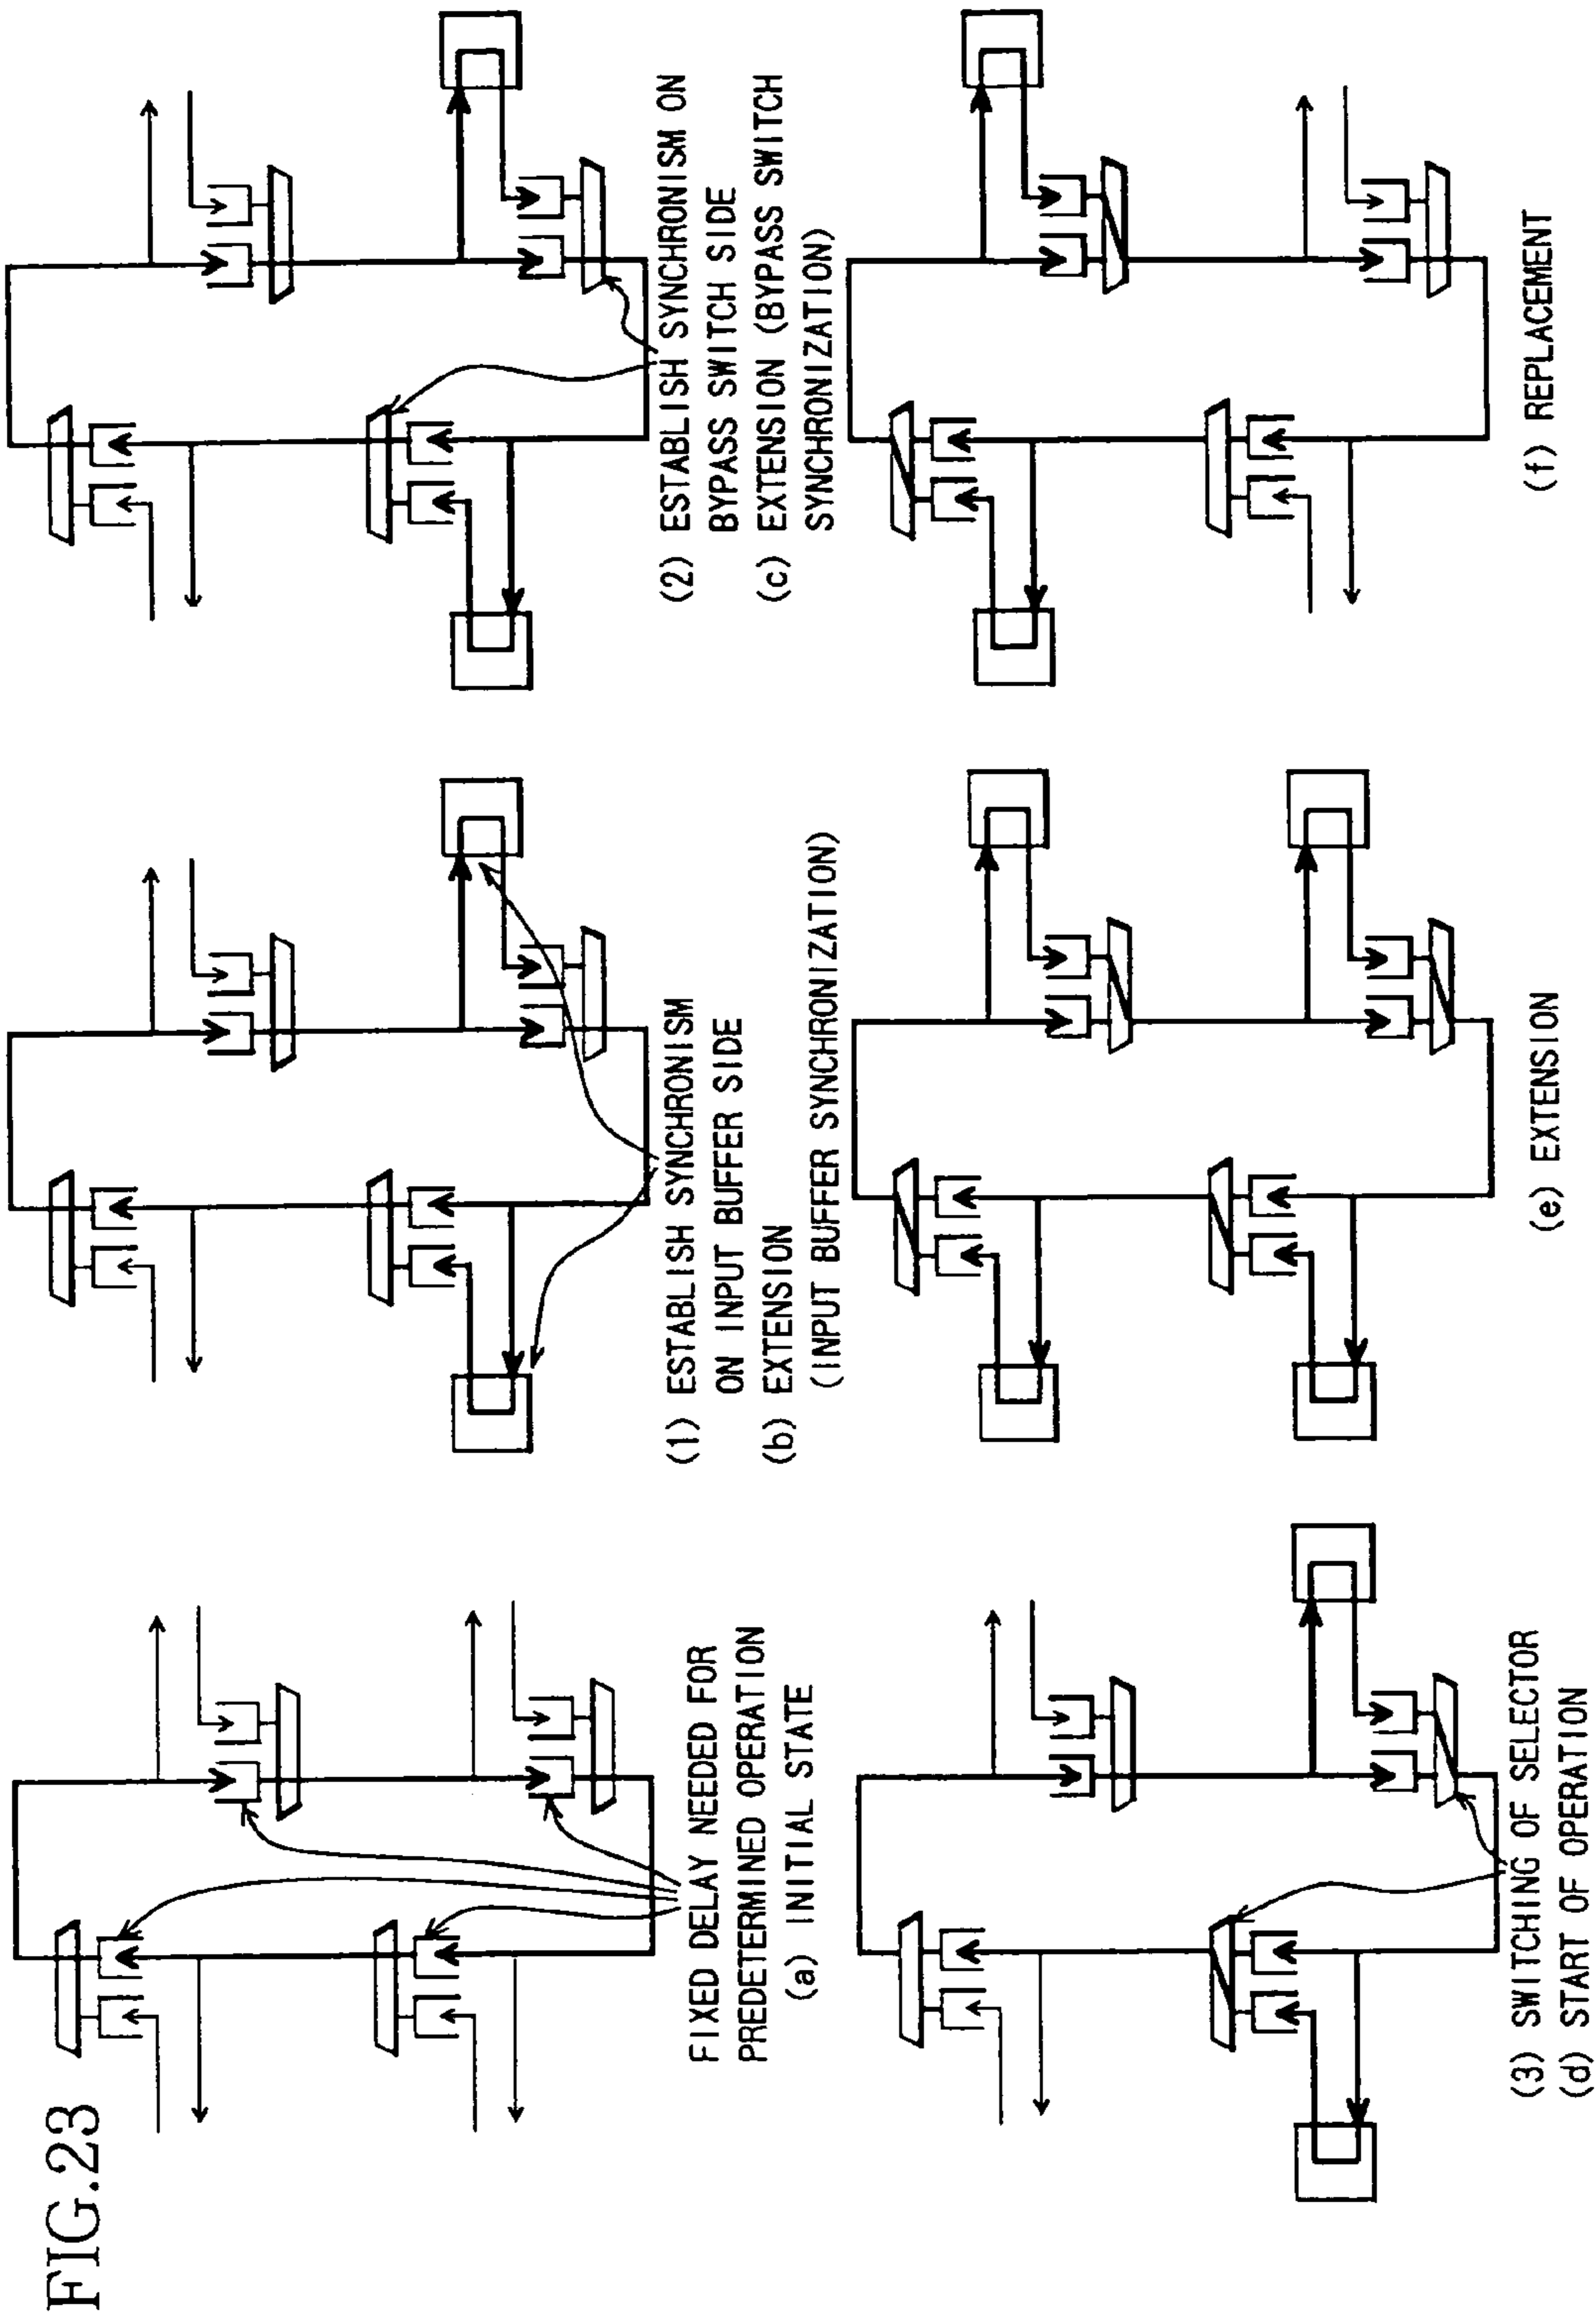 FIG.23
FIXED DELAY NEEDED FOR
PREDETERMINED OPERATION
(a) INITIAL STATE
(1) ESTABLISH SYNCHRONISM
ON INPUT BUFFER SIDE
(b) EXTENSION
(INPUT BUFFER SYNCHRONIZATION)
(2) ESTABLISH SYNCHRONISM ON
BYPASS SWITCH SIDE
(c) EXTENSION (BYPASS SWITCH
SYNCHRONIZATION)
(3) SWITCHING OF SELECTOR
(d) START OF OPERATION
(e) EXTENSION
(f) REPLACEMENT